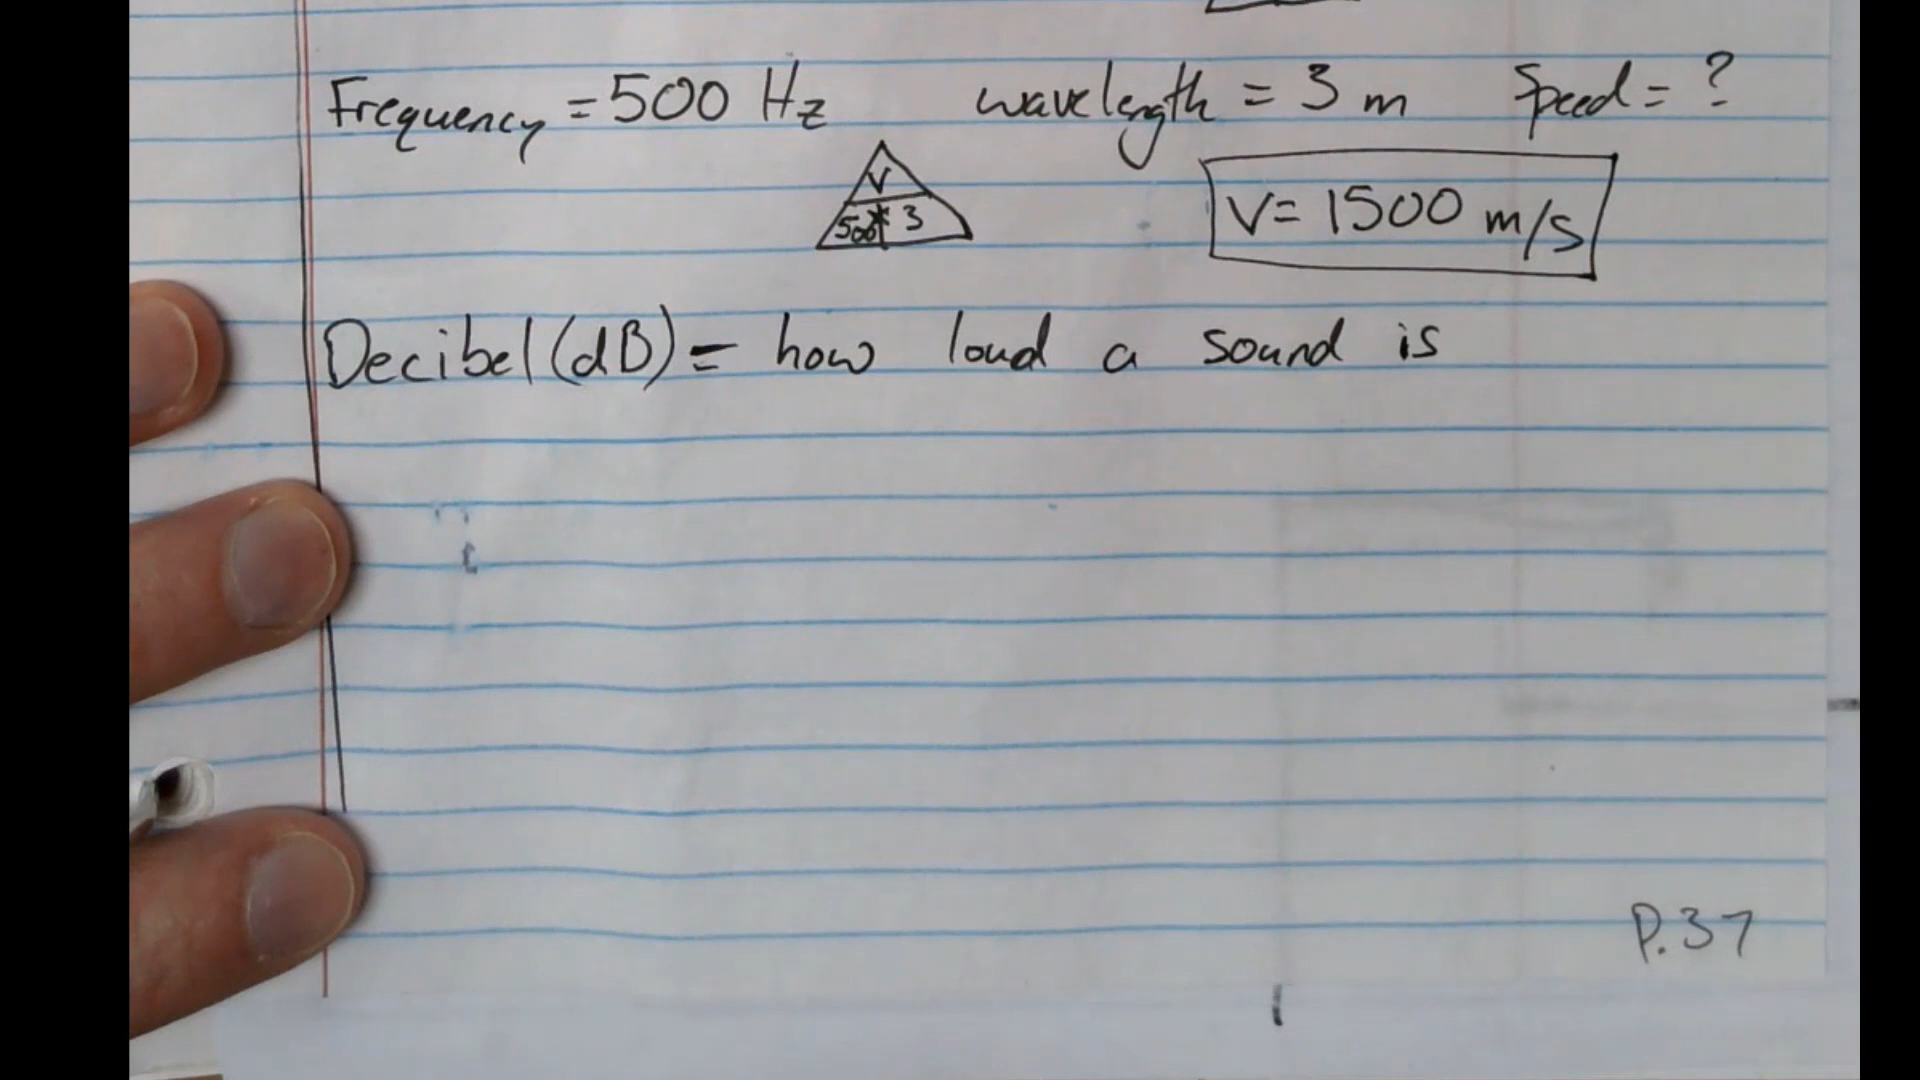 Frequency = 500 Hz wavelength = 3 m Speed = ?
V
500 * 3
V = 1500 m/s
Decibel (dB) = how loud a sound is
P. 37